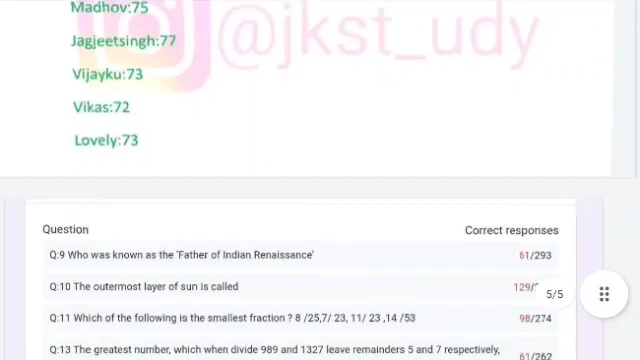 Madhov:75
@jkst_udy
Jagjeetsingh:77
Vijayku:73
Vikas:72
Lovely:73
Question Correct responses
Q:9 Who was known as the 'Father of Indian Renaissance' 61/293
Q:10 The outermost layer of sun is called 129/
5/5
Q:11 Which of the following is the smallest fraction ? 8 /25,7/ 23, 11/ 23 ,14 /53 98/274
Q:13 The greatest number, which when divide 989 and 1327 leave remainders 5 and 7 respectively, 61/262